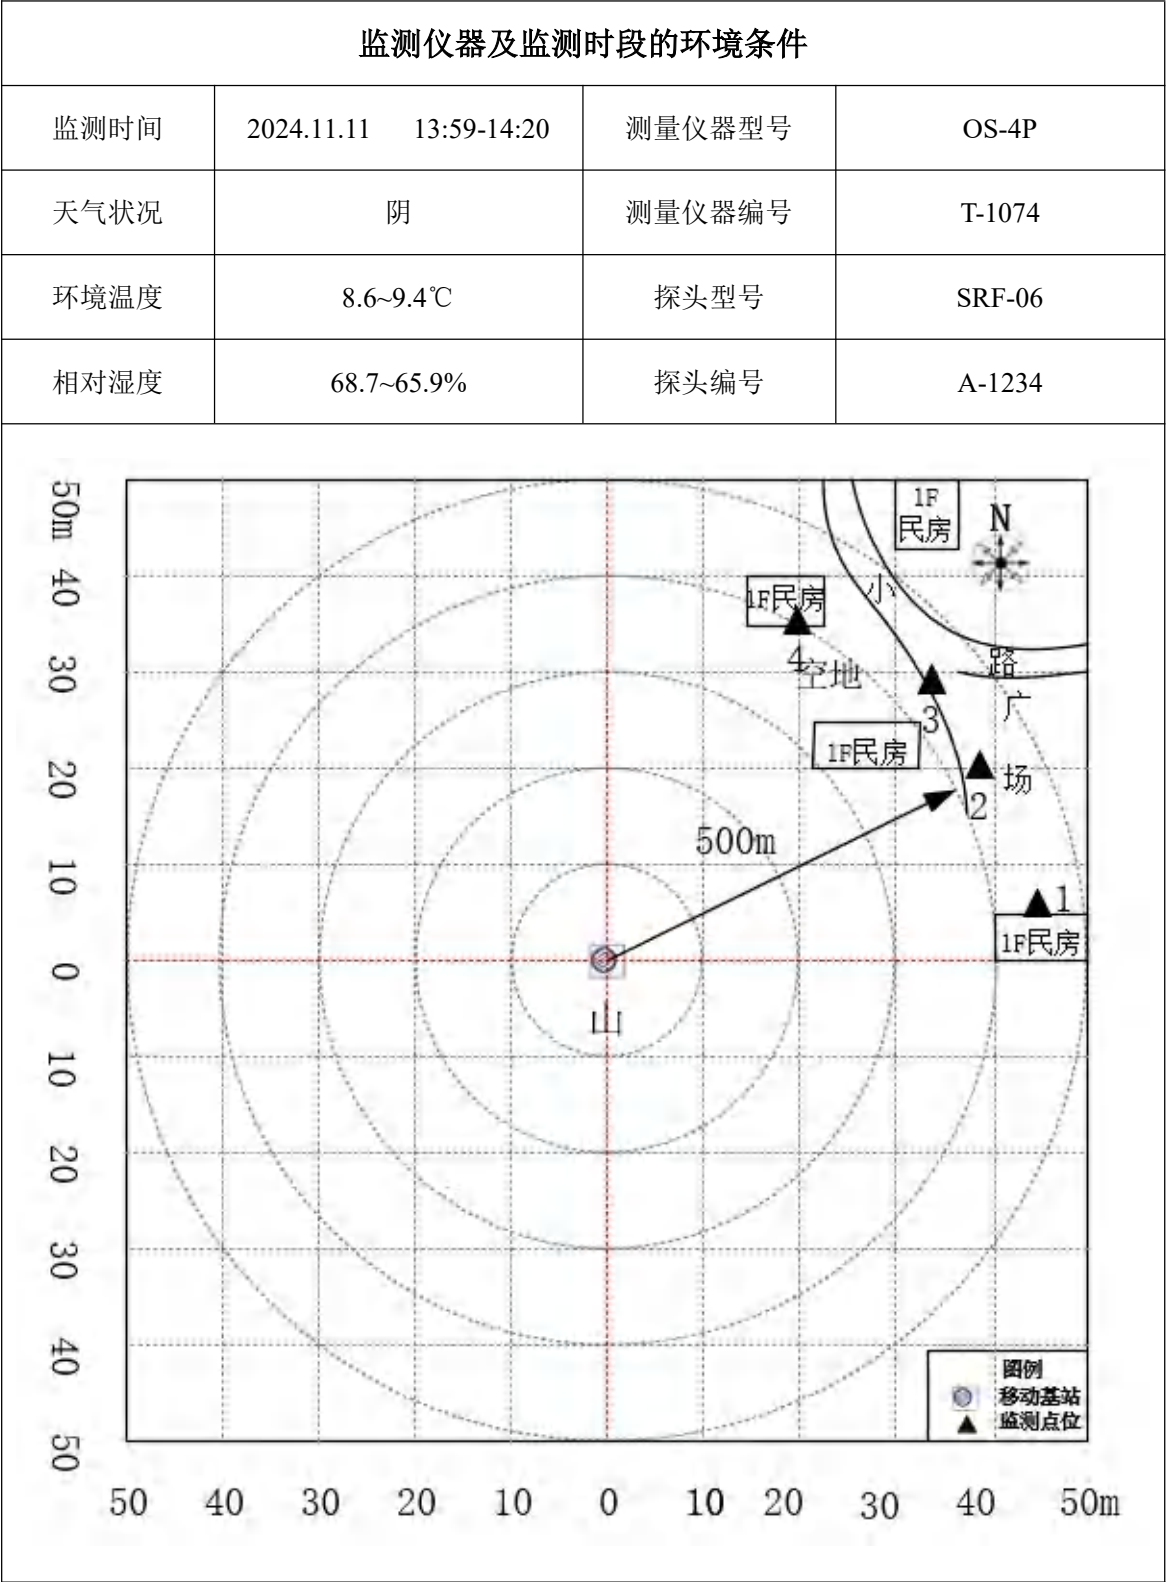 监测仪器及监测时段的环境条件
监测时间 2024.11.11 13:59-14:20 测量仪器型号 OS-4P
天气状况 阴 测量仪器编号 T-1074
环境温度 8.6~9.4℃ 探头型号 SRF-06
相对湿度 68.7~65.9% 探头编号 A-1234
50m
40
30
20
10
0
10
20
30
40
50
1F
民房
N
小
1F民房
4
空地
路
广
3
1F民房
场
2
500m
1
1F民房
山
图例
移动基站
监测点位
50 40 30 20 10 0 10 20 30 40 50m